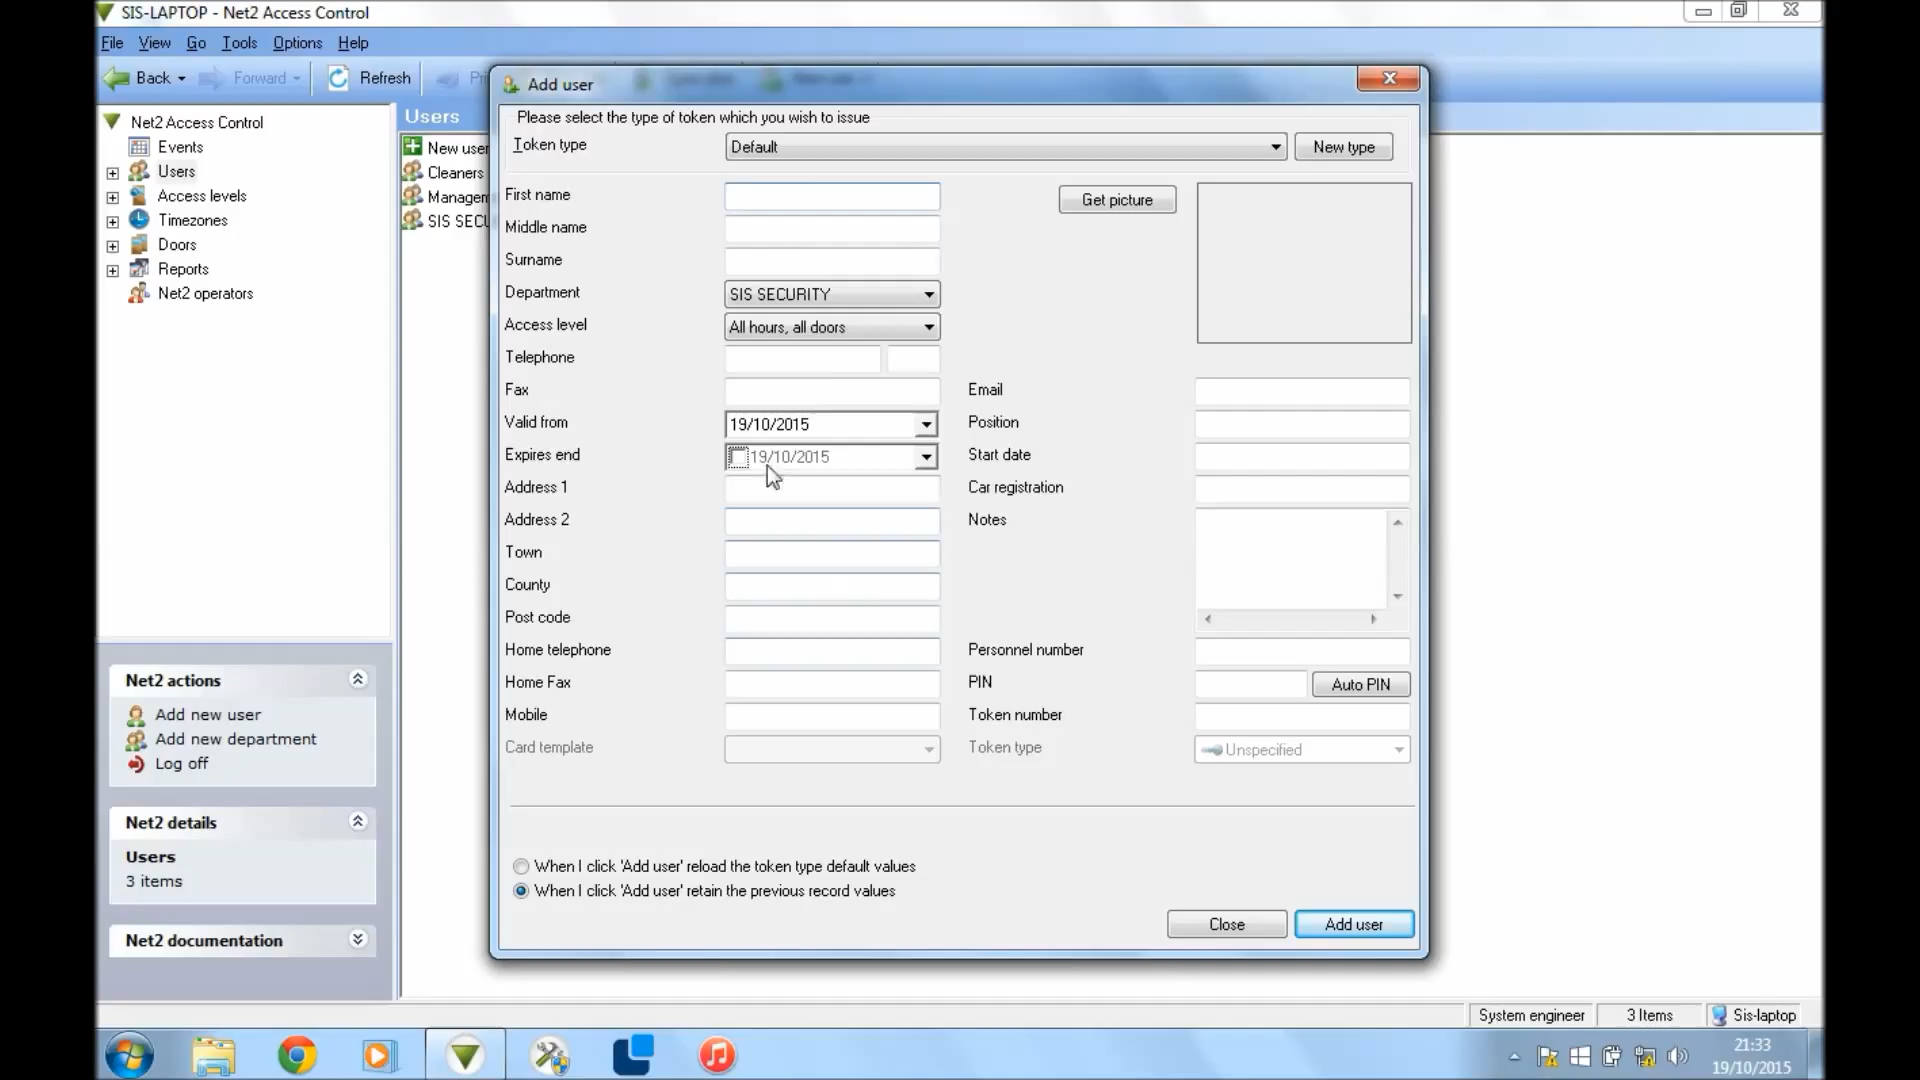 SIS-LAPTOP - Net2 Access Control
File View Go Tools Options Help
Back Forward Refresh
Net2 Access Control
Events
Users
Access levels
Timezones
Doors
Reports
Net2 operators
Users
New user
Cleaners
Managem
SIS SECU
Add user
Please select the type of token which you wish to issue
Token type Default New type
First name Get picture
Middle name
Surname
Department SIS SECURITY
Access level All hours, all doors
Telephone
Fax Email
Valid from 19/10/2015 Position
Expires end 19/10/2015 Start date
Address 1 Car registration
Address 2 Notes
Town
County
Post code
Home telephone Personnel number
Home Fax PIN Auto PIN
Mobile Token number
Card template Token type Unspecified
When I click 'Add user' reload the token type default values
When I click 'Add user' retain the previous record values
Close Add user
Net2 actions
Add new user
Add new department
Log off
Net2 details
Users
3 items
Net2 documentation
System engineer 3 Items Sis-laptop
21:33
19/10/2015